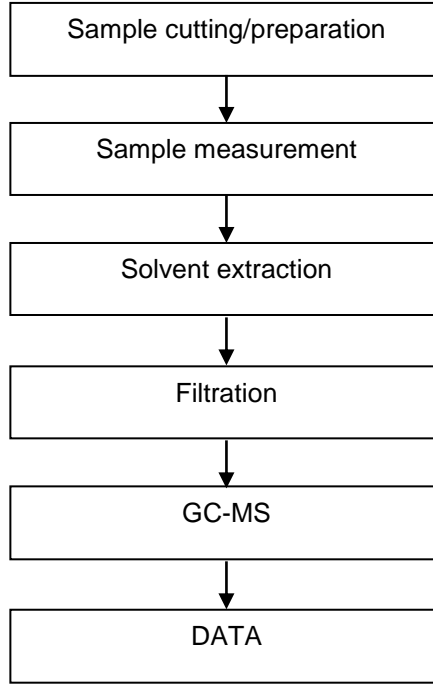 Sample cutting/preparation
Sample measurement
Solvent extraction
Filtration
GC-MS
DATA